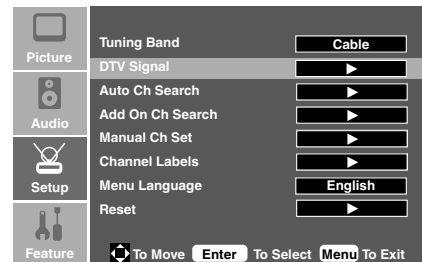 Picture
Audio
Setup
Feature
Tuning Band Cable
DTV Signal
Auto Ch Search
Add On Ch Search
Manual Ch Set
Channel Labels
Menu Language English
Reset
To Move Enter To Select Menu To Exit